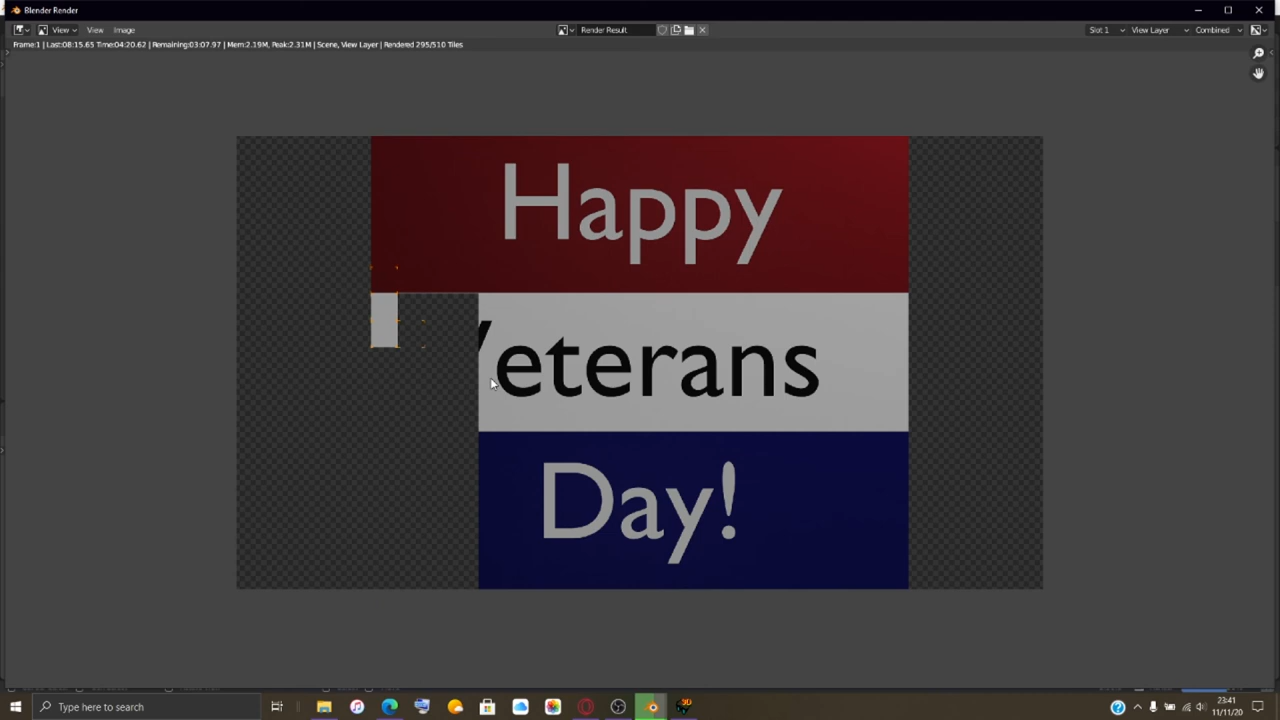 Blender Render
View View Image Render Result Slot 1 View Layer Combined
Frame:1 | Last:08:15.65 Time:04:20.62 | Remaining:03:07.97 | Mem:2.19M, Peak:2.31M | Scene, View Layer | Rendered 295/510 Tiles
Happy
Veterans
Day!
Type here to search
23:41
11/11/20